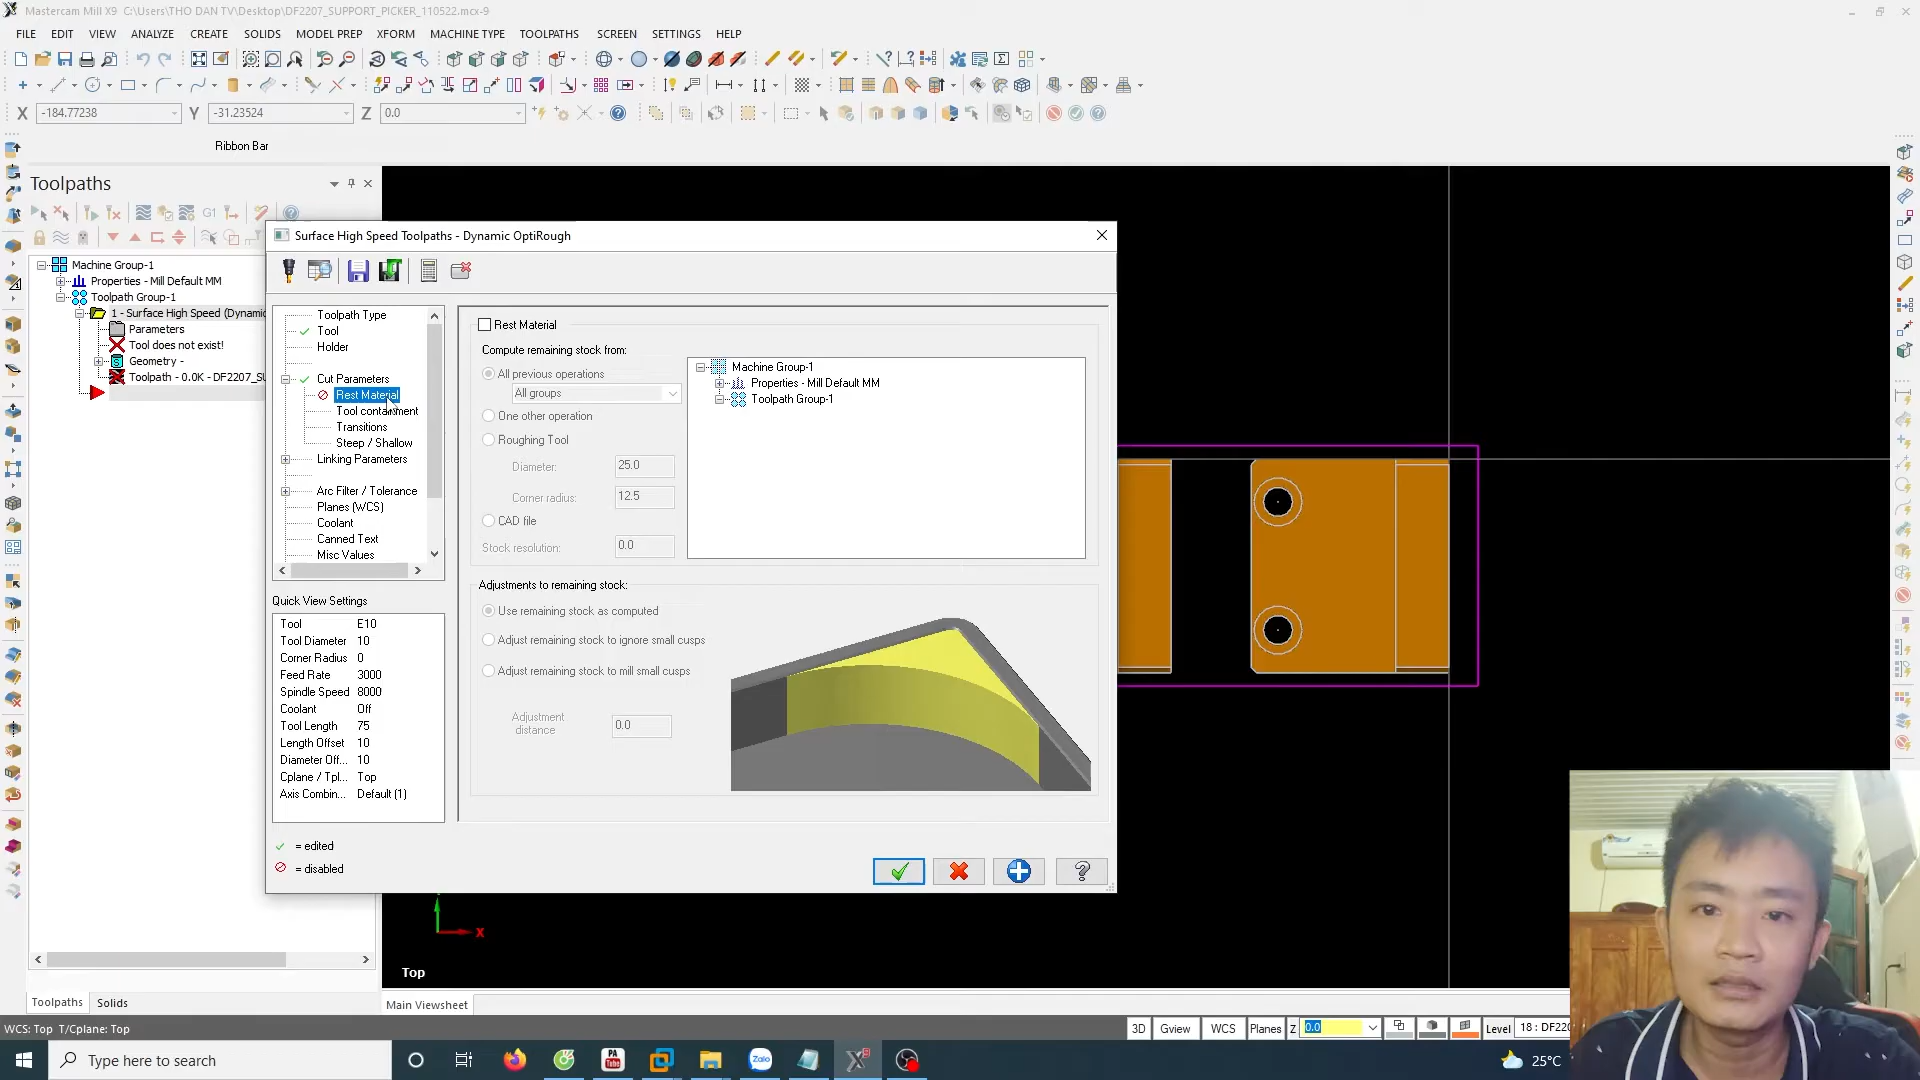 Mastercam Mill X9 C:\Users\THO DAN TV\Desktop\DF2207_SUPPORT_PICKER_110522.mcx-9
FILE EDIT VIEW ANALYZE CREATE SOLIDS MODEL PREP XFORM MACHINE TYPE TOOLPATHS SCREEN SETTINGS HELP
X -184.77238 Y -31.23524 Z 0.0
Ribbon Bar
Toolpaths
G1
Machine Group-1
Properties - Mill Default MM
Toolpath Group-1
1 - Surface High Speed (Dynamic
Parameters
Tool does not exist!
Geometry -
Toolpath - 0.0K - DF2207_SU
Surface High Speed Toolpaths - Dynamic OptiRough
Toolpath Type
Tool
Holder
Cut Parameters
Rest Material
Tool containment
Transitions
Steep / Shallow
Linking Parameters
Arc Filter / Tolerance
Planes (WCS)
Coolant
Canned Text
Misc Values
Quick View Settings
Tool E10
Tool Diameter 10
Corner Radius 0
Feed Rate 3000
Spindle Speed 8000
Coolant Off
Tool Length 75
Length Offset 10
Diameter Off... 10
Cplane / Tpl... Top
Axis Combin... Default (1)
= edited
= disabled
Rest Material
Compute remaining stock from:
All previous operations
All groups
One other operation
Roughing Tool
Diameter: 25.0
Corner radius: 12.5
CAD file
Stock resolution: 0.0
Machine Group-1
Properties - Mill Default MM
Toolpath Group-1
Adjustments to remaining stock:
Use remaining stock as computed
Adjust remaining stock to ignore small cusps
Adjust remaining stock to mill small cusps
Adjustment distance 0.0
X
Top
Toolpaths Solids
Main Viewsheet
WCS: Top T/Cplane: Top
3D Gview WCS Planes Z 0.0 Level 18 : DF220
Type here to search
PA
Tube
Zalo
X9
25°C